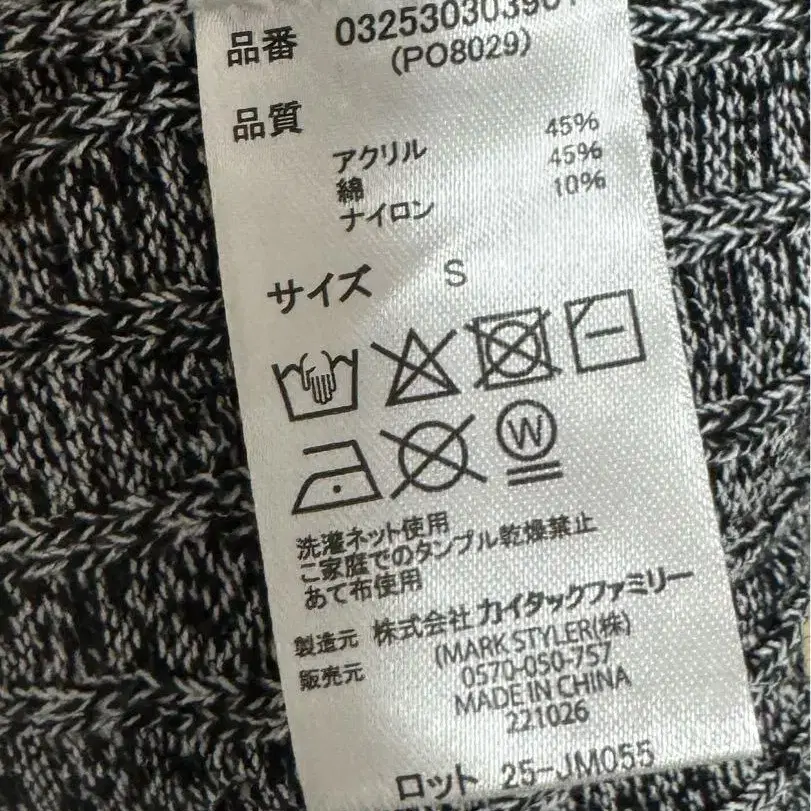 品番 032530303901
(PO8029)
品質
アクリル 45%
綿 45%
ナイロン 10%
サイズ S
W
洗濯ネット使用
ご家庭でのタンブル乾燥禁止
あて布使用
製造元 株式会社 カイタックファミリー
販売元 (MARK STYLER(株)
0570-050-757
MADE IN CHINA
221026
ロット 25-JM055